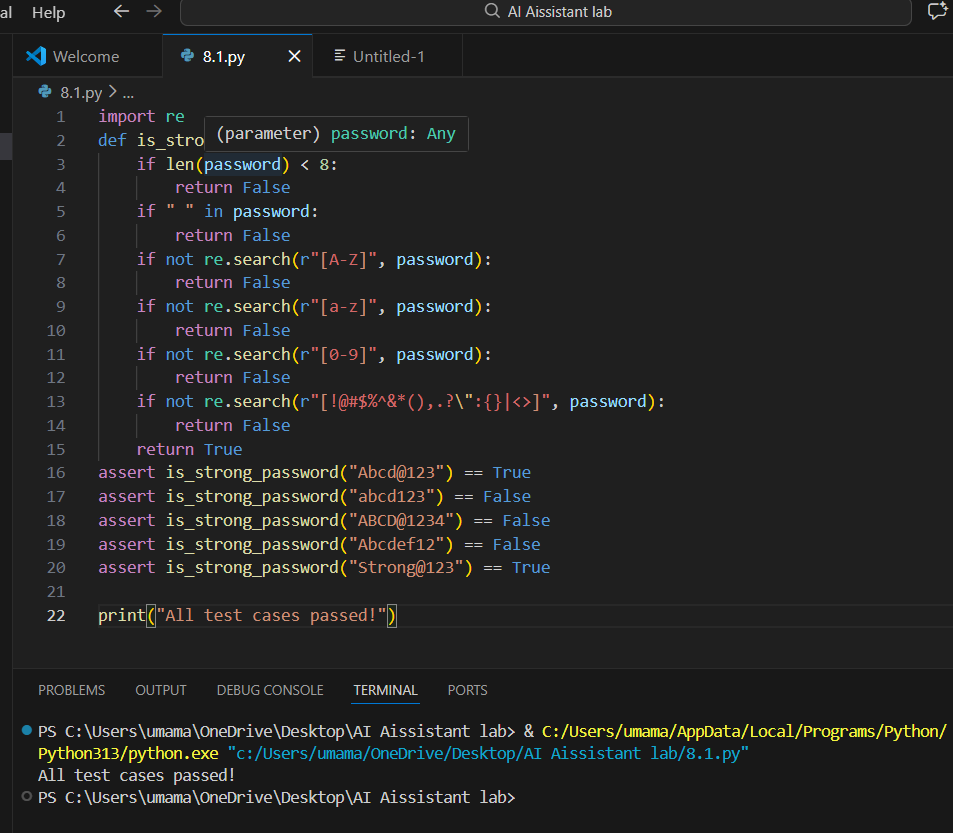 al Help ← → AI Aissistant lab
Welcome 8.1.py × Untitled-1
8.1.py > ...
1 import re
(parameter) password: Any
2 def is_stro
3 if len(password) < 8:
4 return False
5 if " " in password:
6 return False
7 if not re.search(r"[A-Z]", password):
8 return False
9 if not re.search(r"[a-z]", password):
10 return False
11 if not re.search(r"[0-9]", password):
12 return False
13 if not re.search(r"[!@#$%^&*(),.?\":{}|<>]", password):
14 return False
15 return True
16 assert is_strong_password("Abcd@123") == True
17 assert is_strong_password("abcd123") == False
18 assert is_strong_password("ABCD@1234") == False
19 assert is_strong_password("Abcdef12") == False
20 assert is_strong_password("Strong@123") == True
21
22 print("All test cases passed!")
PROBLEMS OUTPUT DEBUG CONSOLE TERMINAL PORTS
PS C:\Users\umama\OneDrive\Desktop\AI Aissistant lab> & C:/Users/umama/AppData/Local/Programs/Python/
Python313/python.exe "c:/Users/umama/OneDrive/Desktop/AI Aissistant lab/8.1.py"
All test cases passed!
PS C:\Users\umama\OneDrive\Desktop\AI Aissistant lab>